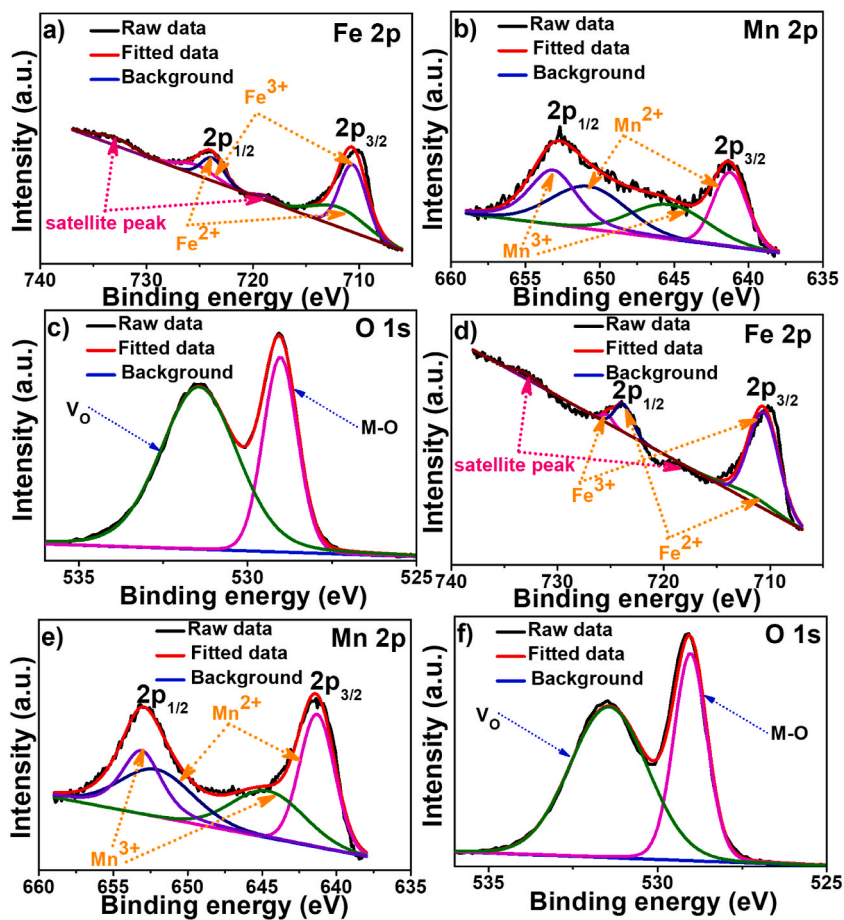 a)
Raw data
Fitted data
Background
Fe 2p
Fe3+
2p1/2
2p3/2
satellite peak
Fe2+
Intensity (a.u.)
740 730 720 710
Binding energy (eV)
b)
Raw data
Fitted data
Background
Mn 2p
2p1/2
Mn2+
2p3/2
Mn3+
Intensity (a.u.)
660 655 650 645 640 635
Binding energy (eV)
c)
Raw data
Fitted data
Background
O 1s
VO
M-O
Intensity (a.u.)
535 530 525
Binding energy (eV)
d)
Raw data
Fitted data
Background
Fe 2p
2p1/2
2p3/2
satellite peak
Fe3+
Fe2+
Intensity (a.u.)
740 730 720 710
Binding energy (eV)
e)
Raw data
Fitted data
Background
Mn 2p
2p1/2
Mn2+
2p3/2
Mn3+
Intensity (a.u.)
660 655 650 645 640 635
Binding energy (eV)
f)
Raw data
Fitted data
Background
O 1s
VO
M-O
Intensity (a.u.)
535 530 525
Binding energy (eV)